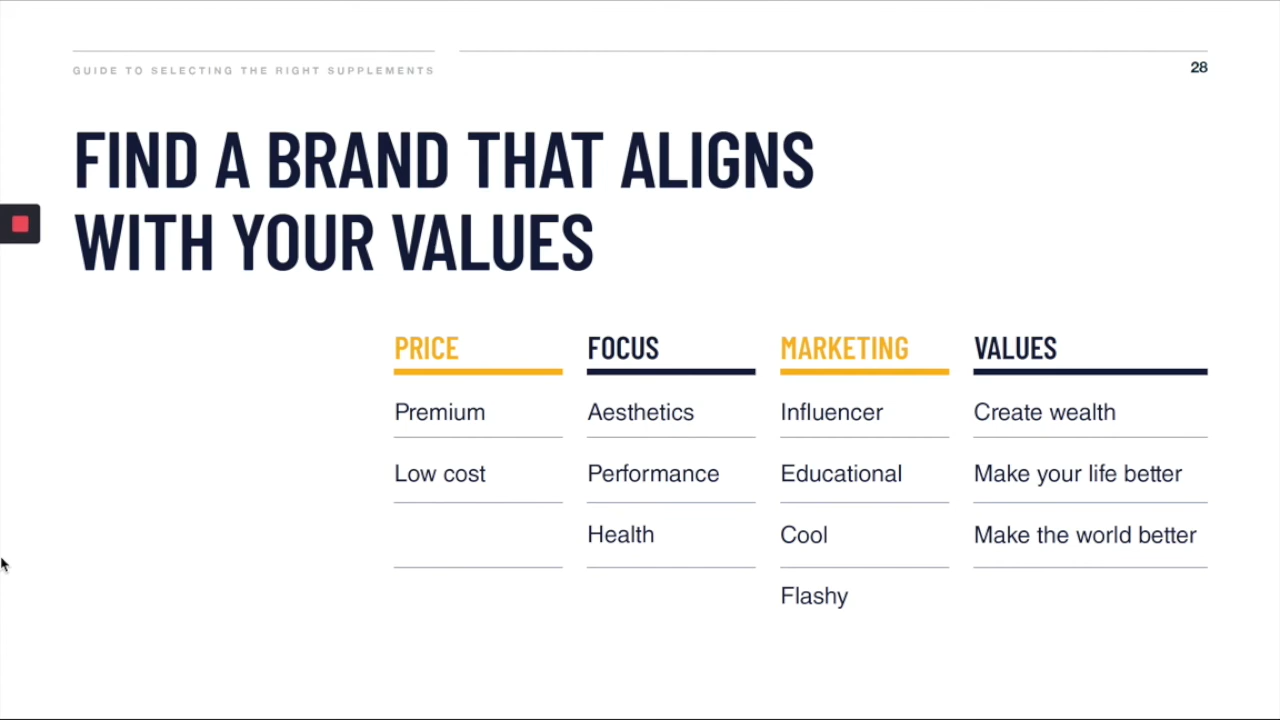 GUIDE TO SELECTING THE RIGHT SUPPLEMENTS
28
FIND A BRAND THAT ALIGNS
WITH YOUR VALUES
PRICE FOCUS MARKETING VALUES
Premium Aesthetics Influencer Create wealth
Low cost Performance Educational Make your life better
Health Cool Make the world better
Flashy